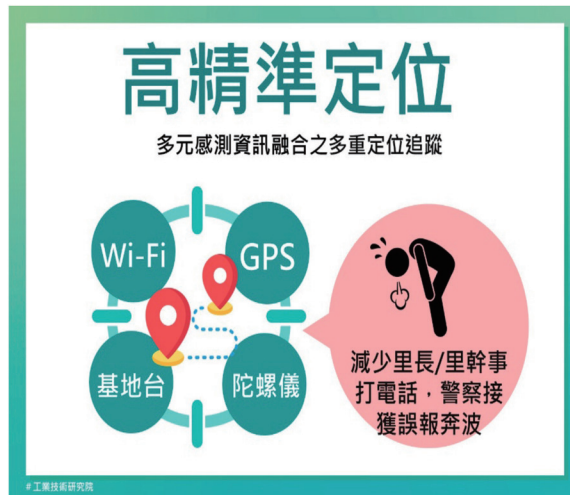 高精準定位
多元感測資訊融合之多重定位追蹤
Wi-Fi
GPS
基地台
陀螺儀
減少里長/里幹事
打電話，警察接
獲誤報奔波
#工業技術研究院